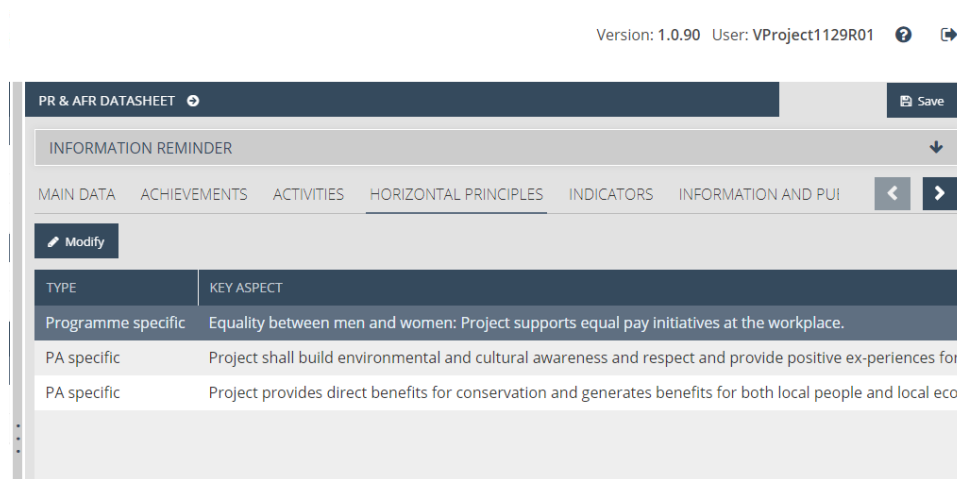 Version: 1.0.90 User: VProject1129R01
PR & AFR DATASHEET
Save
INFORMATION REMINDER
MAIN DATA ACHIEVEMENTS ACTIVITIES HORIZONTAL PRINCIPLES INDICATORS INFORMATION AND PUI
Modify
TYPE KEY ASPECT
Programme specific Equality between men and women: Project supports equal pay initiatives at the workplace.
PA specific Project shall build environmental and cultural awareness and respect and provide positive ex-periences for
PA specific Project provides direct benefits for conservation and generates benefits for both local people and local eco